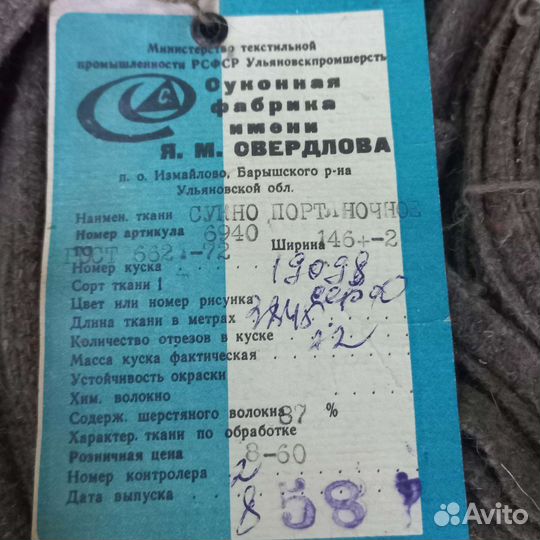 Министерство текстильной
промышленности РСФСР Ульяновскпромшерсть
Суконная
фабрика
имени
Я. М. СВЕРДЛОВА
п. о. Измайлово, Барышского р-на
Ульяновской обл.
Наимен. ткани СУКНО ПОРТЯНОЧНОЕ
Номер артикула 6940
ГОСТ 6621-72 Ширина 146+-2
Номер куска 19098
Сорт ткани I
Цвет или номер рисунка
Длина ткани в метрах
Количество отрезов в куске 2
Масса куска фактическая
Устойчивость окраски
Хим. волокно
Содерж. шерстяного волокна 87 %
Характер. ткани по обработке
Розничная цена 8-60
Номер контролера
Дата выпуска 8 58
Avito